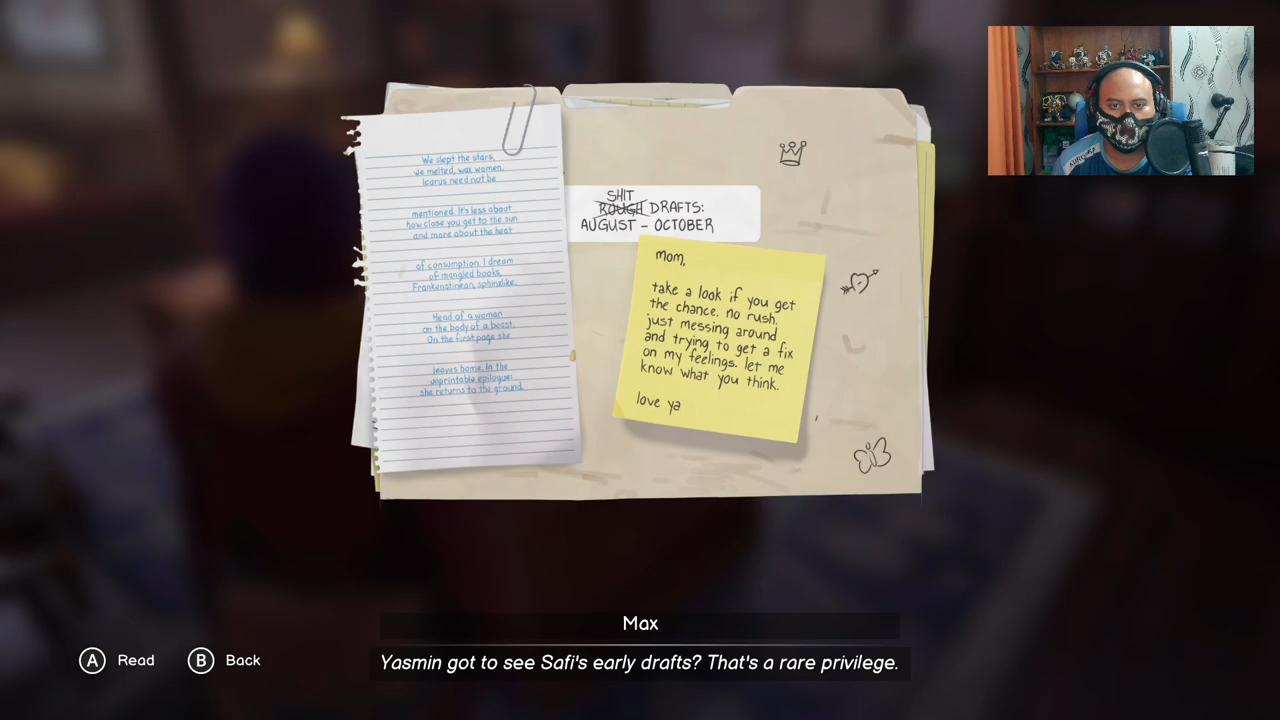 We slept the stars,
we melted, wax women.
Icarus need not be
mentioned. It's less about
how close you get to the sun
and more about the heat
of consumption. I dream
of mangled books,
Frankensteinean, sphinxlike.
Head of a woman
on the body of a beast.
On the first page she
leaves home. In the
unprintable epilogue:
she returns to the ground.
SHIT
ROUGH DRAFTS:
AUGUST - OCTOBER
mom,
take a look if you get
the chance. no rush,
just messing around
and trying to get a fix
on my feelings. let me
know what you think.
love ya
Max
Yasmin got to see Safi's early drafts? That's a rare privilege.
A Read
B Back